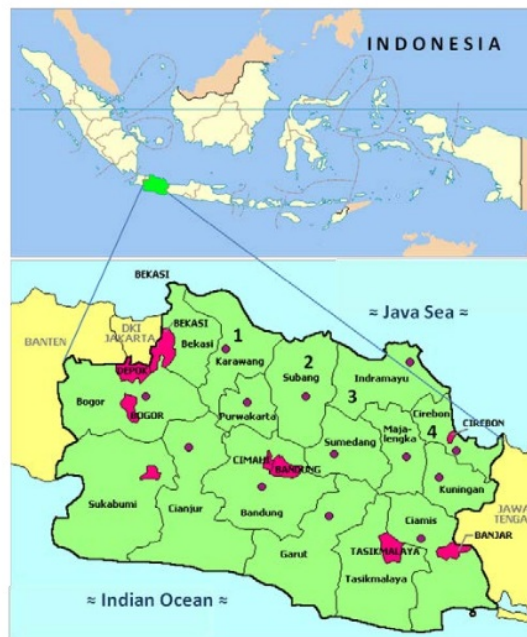 INDONESIA
BEKASI
≈ Java Sea ≈
BANTEN
DKI
JAKARTA
BEKASI
Bekasi
1
Karawang
2
Subang
Indramayu
3
DEPOK
Bogor
BOGOR
Purwakarta
Cirebon
CIREBON
4
Sumedang
Maja-
lengka
CIMAHI
BANDUNG
Kuningan
Sukabumi
Cianjur
Bandung
Ciamis
JAWA
TENGA
BANJAR
Garut
TASIKMALAYA
Tasikmalaya
≈ Indian Ocean ≈